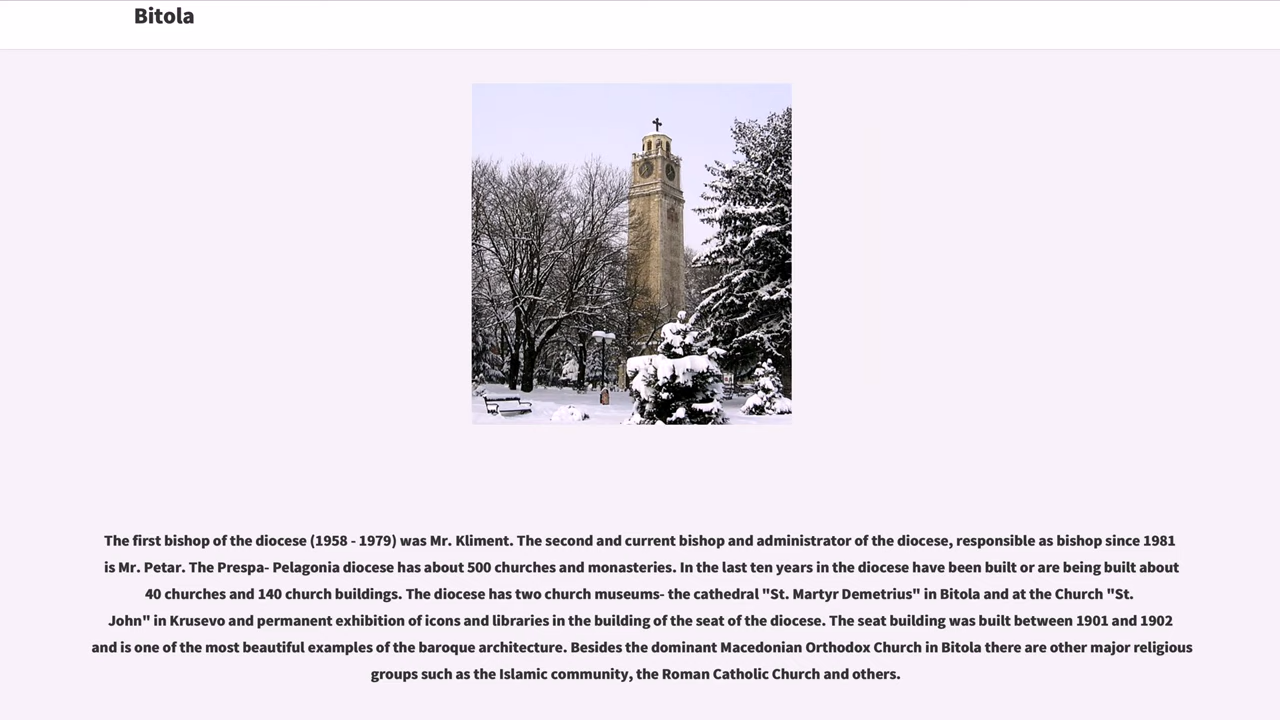 Bitola
The first bishop of the diocese (1958 - 1979) was Mr. Kliment. The second and current bishop and administrator of the diocese, responsible as bishop since 1981
is Mr. Petar. The Prespa- Pelagonia diocese has about 500 churches and monasteries. In the last ten years in the diocese have been built or are being built about
40 churches and 140 church buildings. The diocese has two church museums- the cathedral "St. Martyr Demetrius" in Bitola and at the Church "St.
John" in Krusevo and permanent exhibition of icons and libraries in the building of the seat of the diocese. The seat building was built between 1901 and 1902
and is one of the most beautiful examples of the baroque architecture. Besides the dominant Macedonian Orthodox Church in Bitola there are other major religious
groups such as the Islamic community, the Roman Catholic Church and others.